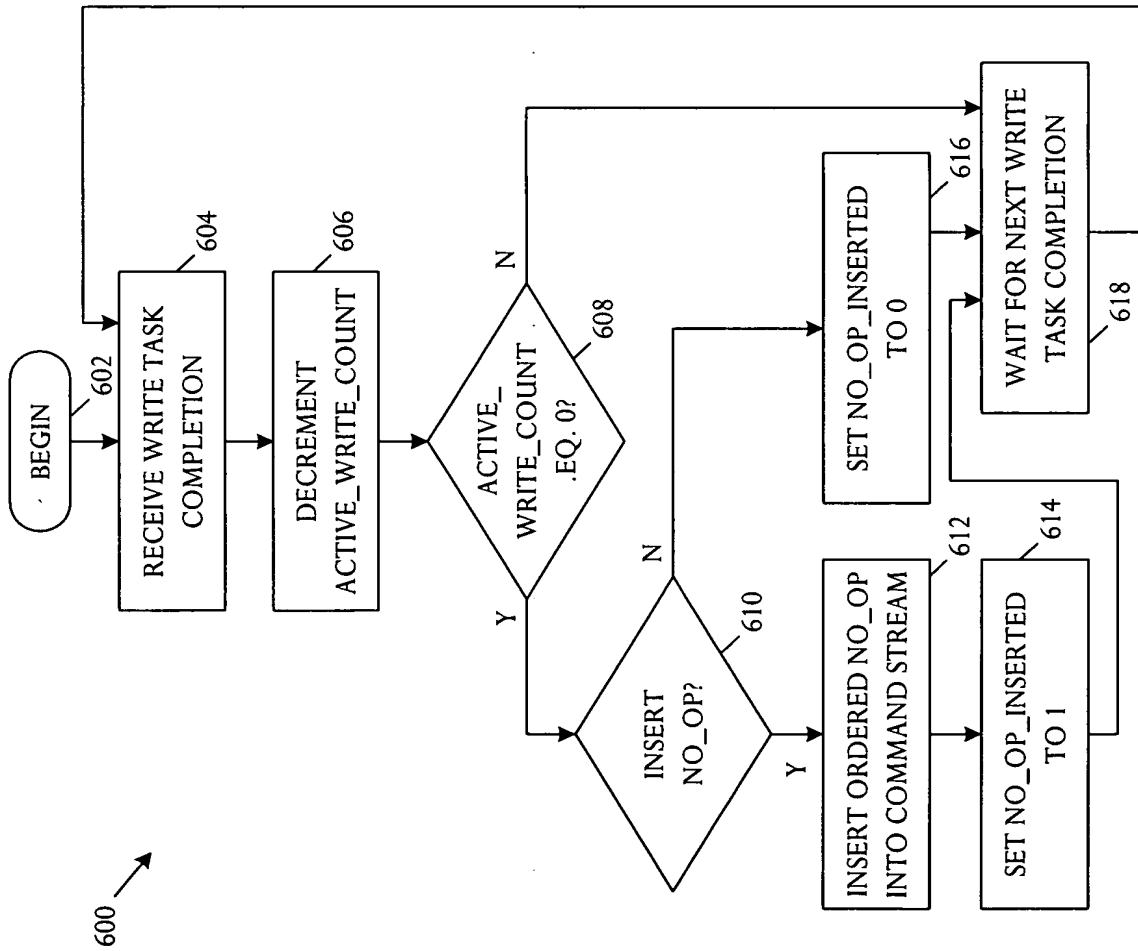 600
BEGIN
602
RECEIVE WRITE TASK
COMPLETION
604
DECREMENT
ACTIVE_WRITE_COUNT
606
ACTIVE_
WRITE_COUNT
.EQ. 0?
608
Y
N
INSERT
NO_OP?
610
Y
N
INSERT ORDERED NO_OP
INTO COMMAND STREAM
612
SET NO_OP_INSERTED
TO 1
614
SET NO_OP_INSERTED
TO 0
616
WAIT FOR NEXT WRITE
TASK COMPLETION
618